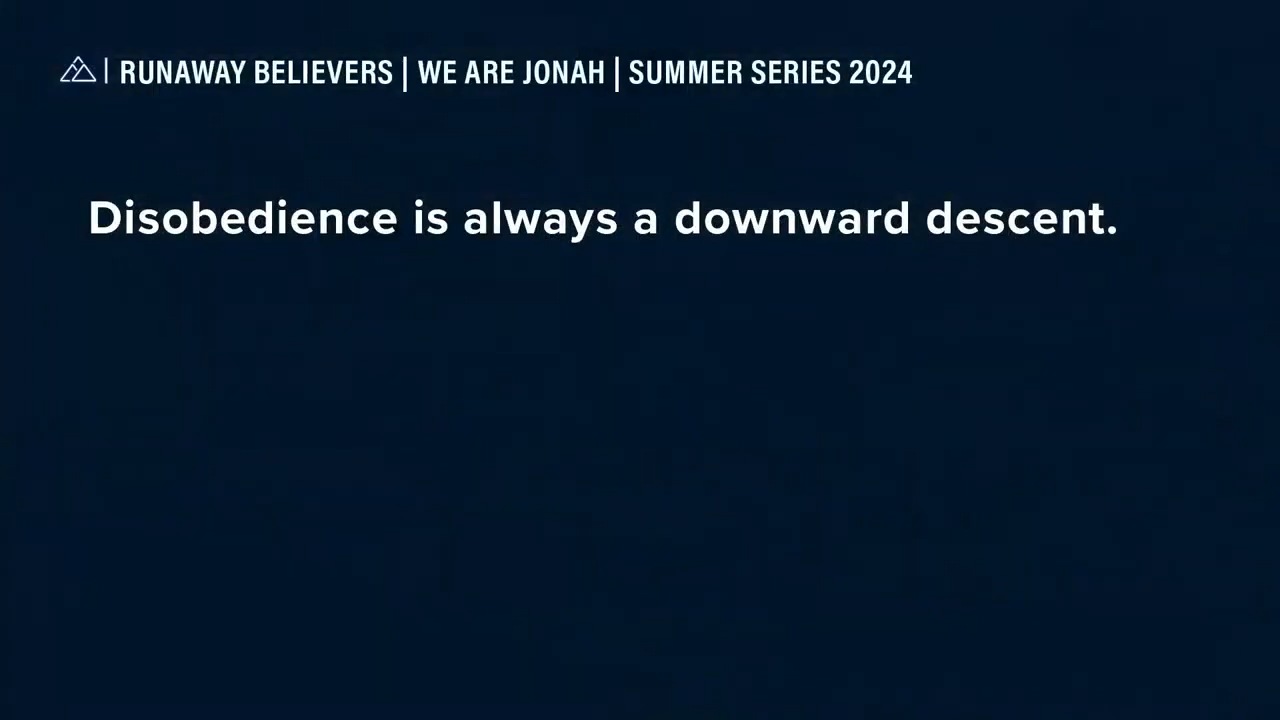 | RUNAWAY BELIEVERS | WE ARE JONAH | SUMMER SERIES 2024
Disobedience is always a downward descent.